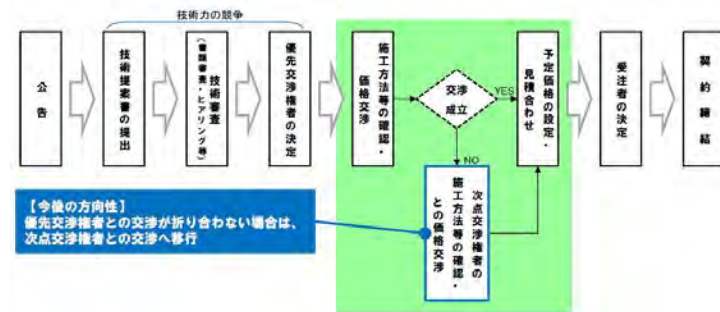 技術力の競争
公告
技術提案書の提出
技術審査
(書類審査・ヒアリング等)
優先交渉権者の決定
施工方法等の確認・
価格交渉
交渉
成立
YES
NO
予定価格の設定・
見積合わせ
受注者の決定
契約締結
次点交渉権者の
施工方法等の確認・
との価格交渉
【今後の方向性】
優先交渉権者との交渉が折り合わない場合は、
次点交渉権者との交渉へ移行